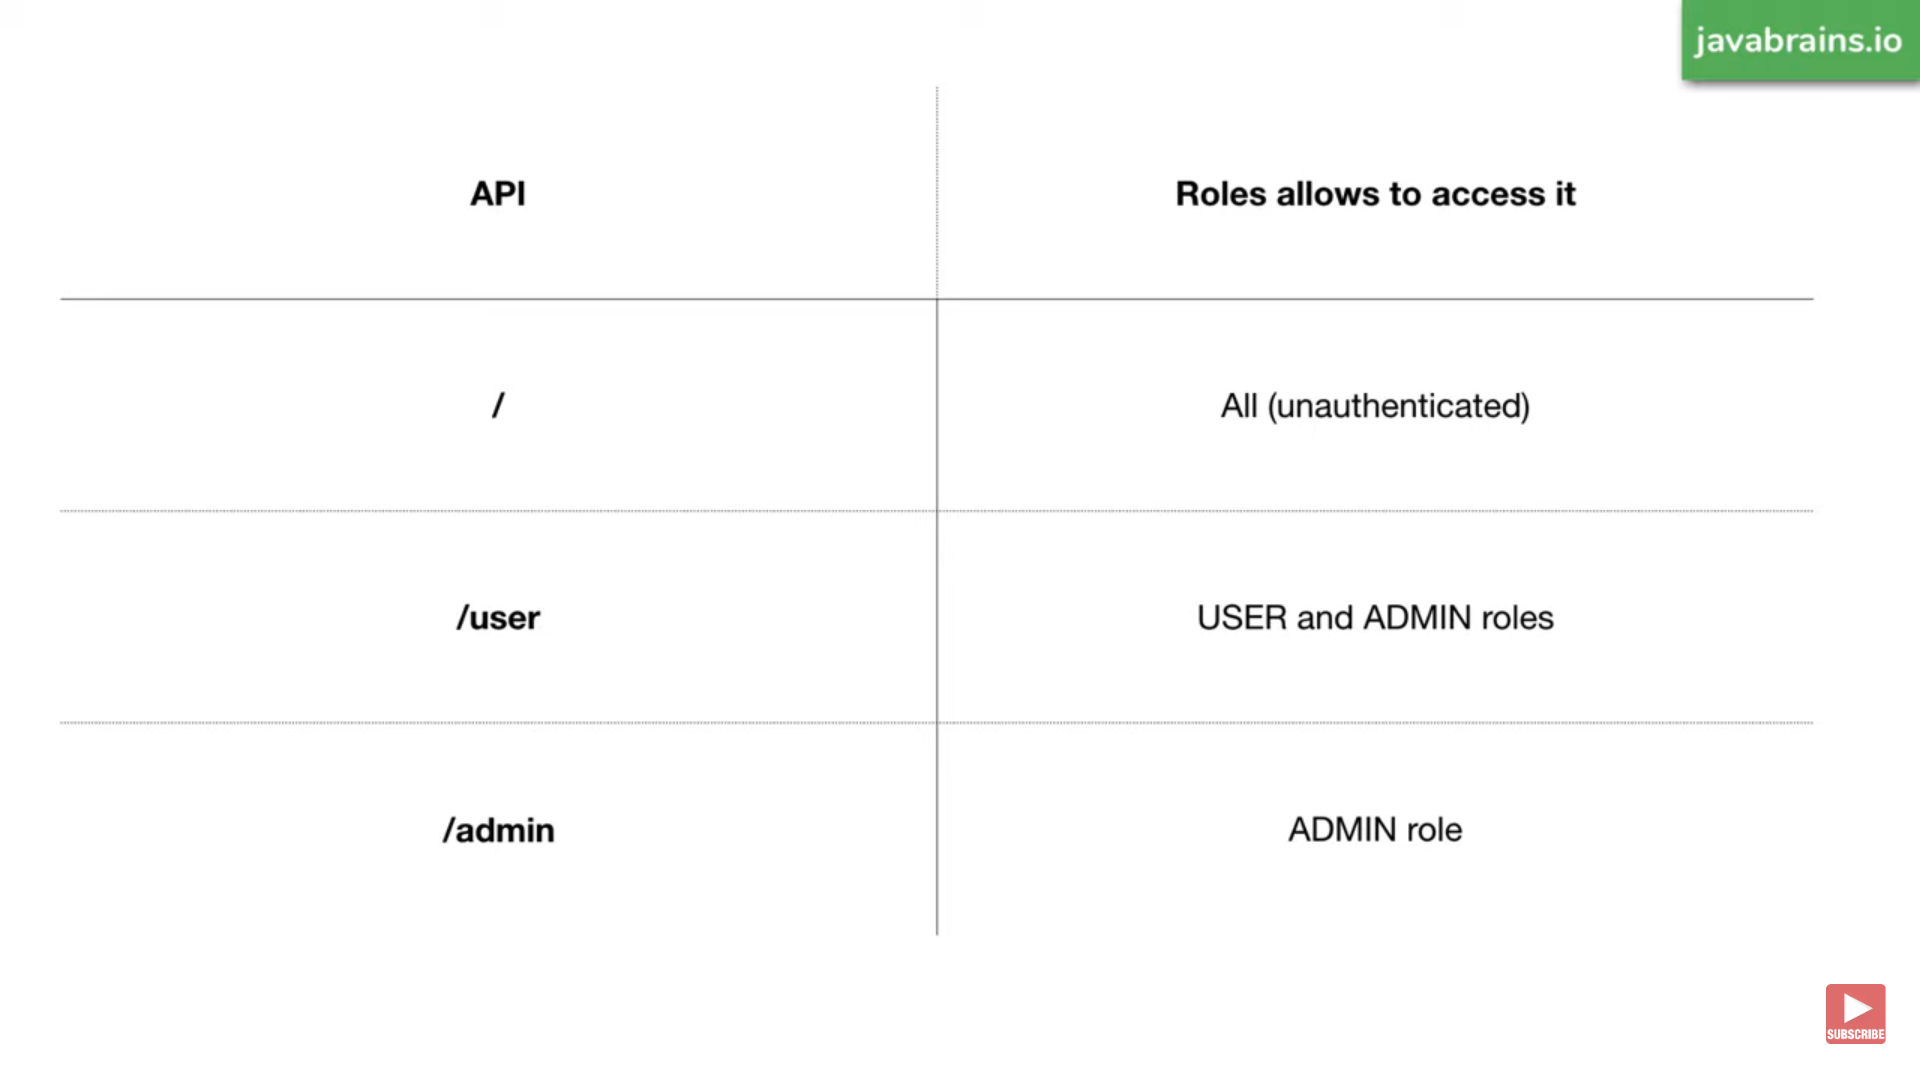 javabrains.io
API
Roles allows to access it
/
All (unauthenticated)
/user
USER and ADMIN roles
/admin
ADMIN role
SUBSCRIBE